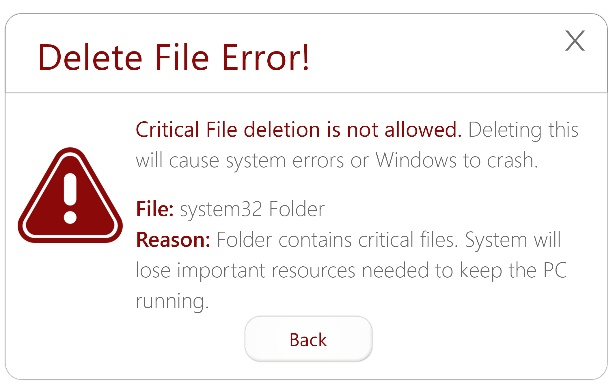 Delete File Error!
X
Critical File deletion is not allowed. Deleting this
will cause system errors or Windows to crash.
File: system32 Folder
Reason: Folder contains critical files. System will
lose important resources needed to keep the PC
running.
Back